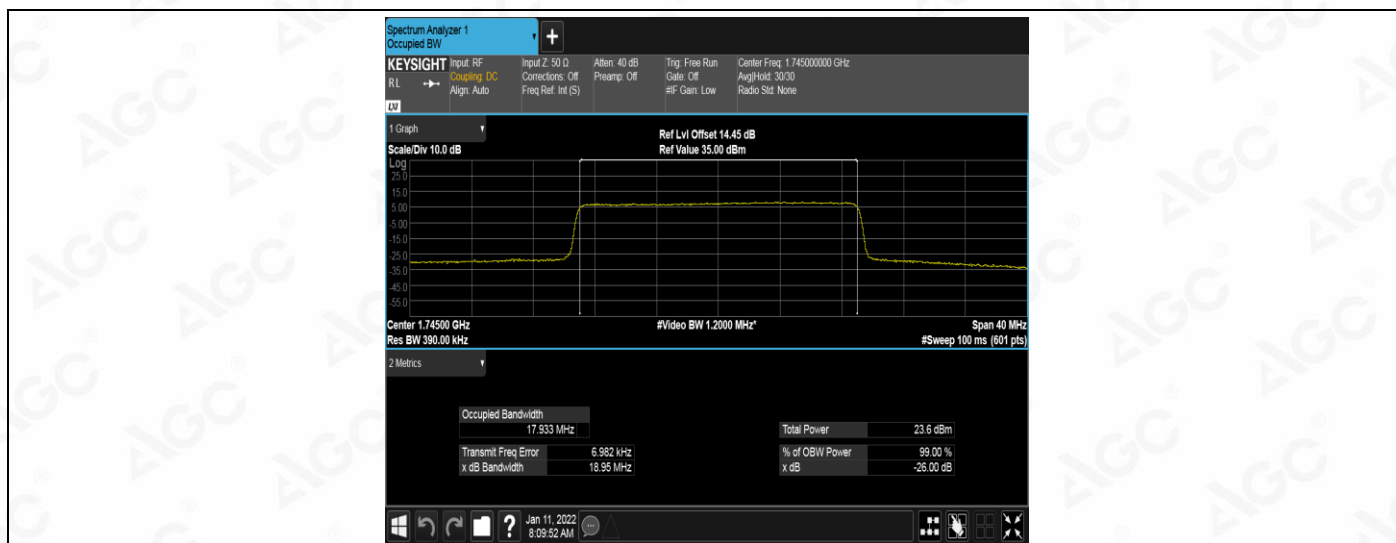 Spectrum Analyzer 1
Occupied BW
+
KEYSIGHT Input: RF Input Z: 50 Ω Atten: 40 dB Trig: Free Run Center Freq: 1.745000000 GHz
RL Coupling: DC Corrections: Off Preamp: Off Gate: Off Avg|Hold: 30/30
Align: Auto Freq Ref: Int (S) #IF Gain: Low Radio Std: None
LXI
1 Graph Ref Lvl Offset 14.45 dB
Scale/Div 10.0 dB Ref Value 35.00 dBm
Log
25.0
15.0
5.00
-5.00
-15.0
-25.0
-35.0
-45.0
-55.0
Center 1.74500 GHz #Video BW 1.2000 MHz* Span 40 MHz
Res BW 390.00 kHz #Sweep 100 ms (601 pts)
2 Metrics
Occupied Bandwidth
17.933 MHz Total Power 23.6 dBm
Transmit Freq Error 6.982 kHz % of OBW Power 99.00 %
x dB Bandwidth 18.95 MHz x dB -26.00 dB
? Jan 11, 2022
8:09:52 AM
AGC